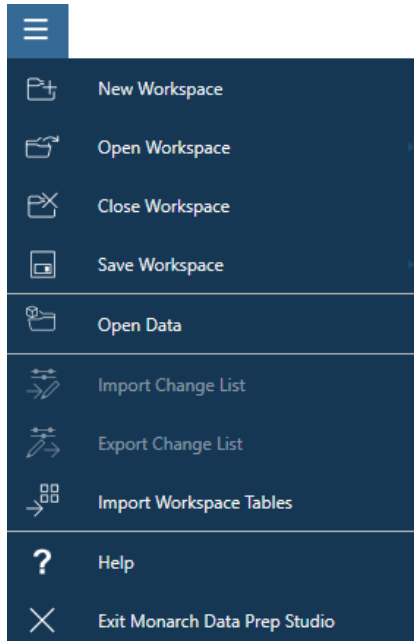 New Workspace
Open Workspace
Close Workspace
Save Workspace
Open Data
Import Change List
Export Change List
Import Workspace Tables
? Help
Exit Monarch Data Prep Studio